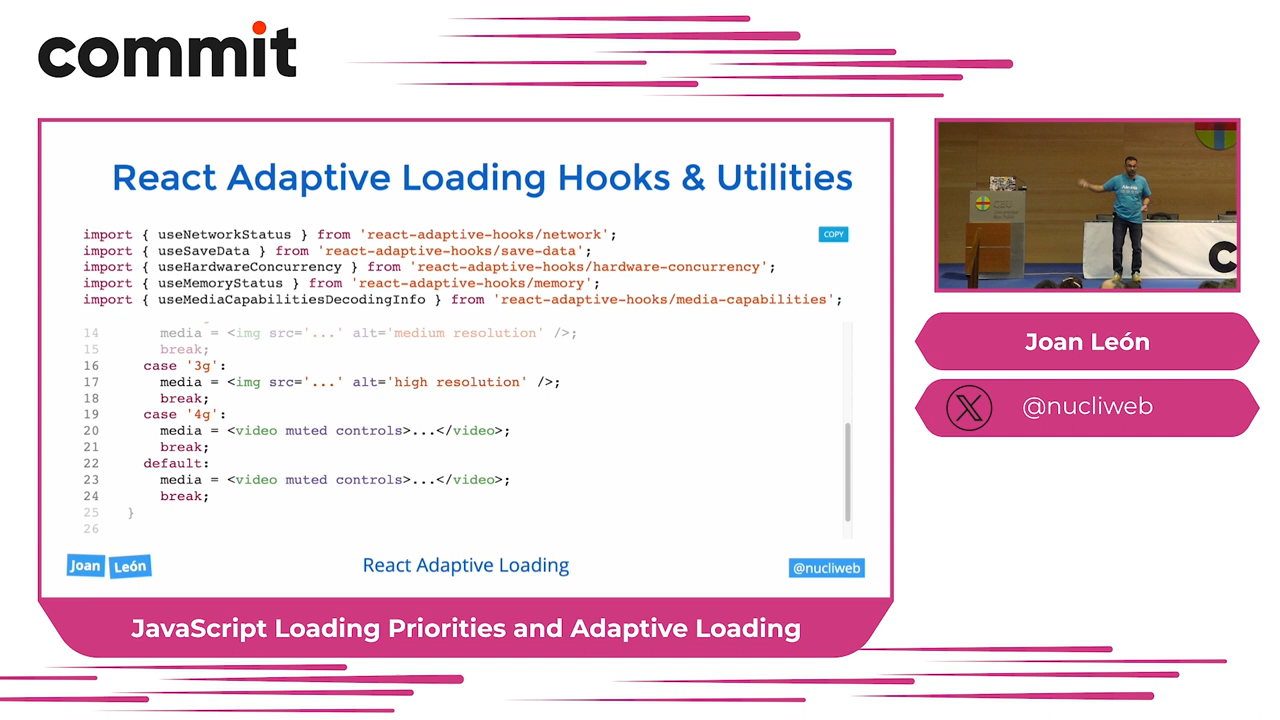 commit
React Adaptive Loading Hooks & Utilities
import { useNetworkStatus } from 'react-adaptive-hooks/network';
COPY
import { useSaveData } from 'react-adaptive-hooks/save-data';
import { useHardwareConcurrency } from 'react-adaptive-hooks/hardware-concurrency';
import { useMemoryStatus } from 'react-adaptive-hooks/memory';
import { useMediaCapabilitiesDecodingInfo } from 'react-adaptive-hooks/media-capabilities';
14 media = <img src='...' alt='medium resolution' />;
15 break;
16 case '3g':
17 media = <img src='...' alt='high resolution' />;
18 break;
19 case '4g':
20 media = <video muted controls>...</video>;
21 break;
22 default:
23 media = <video muted controls>...</video>;
24 break;
25 }
26
Joan León
React Adaptive Loading
@nucliweb
JavaScript Loading Priorities and Adaptive Loading
Joan León
@nucliweb